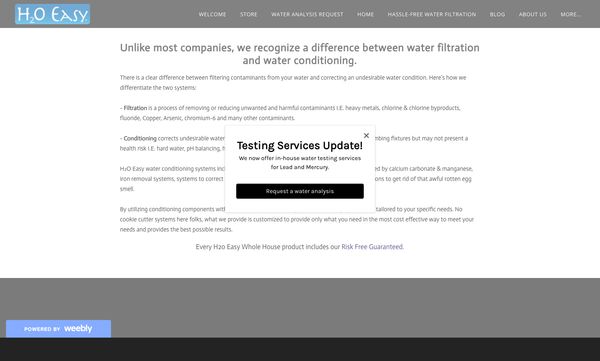 H2O Easy
WELCOME STORE WATER ANALYSIS REQUEST HOME HASSLE-FREE WATER FILTRATION BLOG ABOUT US MORE...
Unlike most companies, we recognize a difference between water filtration
and water conditioning.
There is a clear difference between filtering contaminants from your water and correcting an undesirable water condition. Here's how we
differentiate the two systems:
- Filtration is a process of removing or reducing unwanted and harmful contaminants I.E. heavy metals, chlorine & chlorine byproducts,
fluoride, Copper, Arsenic, chromium-6 and many other contaminants.
- Conditioning corrects undesirable water mbing fixtures but may not present a
health risk I.E. hard water, pH balancing,
×
Testing Services Update!
We now offer in-house water testing services
for Lead and Mercury.
Request a water analysis
H2O Easy water conditioning systems ed by calcium carbonate & manganese,
iron removal systems, systems to correct ons to get rid of that awful rotten egg
smell.
By utilizing conditioning components tailored to your specific needs. No
cookie cutter systems here folks, what we provide is customized to provide only what you need in the most cost effective way to meet your
needs and provides the best possible results.
Every H2o Easy Whole House product includes our Risk Free Guaranteed.
POWERED BY weebly